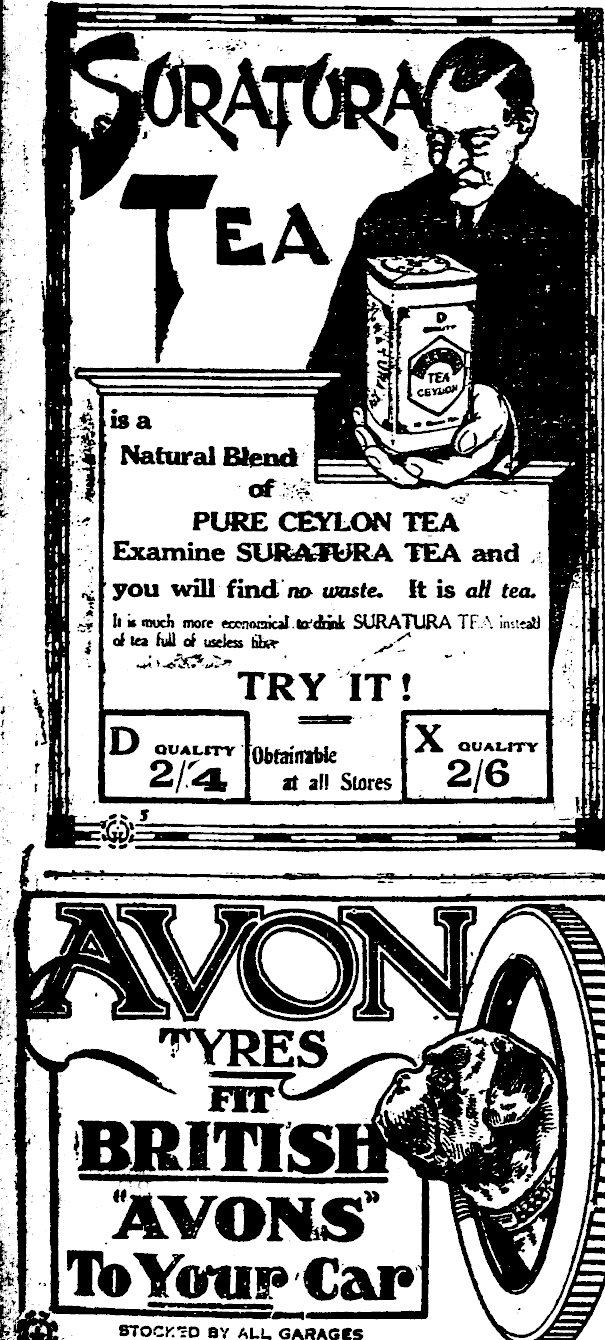 SURATURA
TEA
D
QUALITY
TEA
CEYLON
is a
Natural Blend
of
PURE CEYLON TEA
Examine SURATURA TEA and
you will find no waste. It is all tea.
It is much more economical to drink SURATURA TEA instead
of tea full of useless fibre
TRY IT!
D QUALITY
2/4
Obtainable
at all Stores
X QUALITY
2/6
AVON
TYRES
FIT
BRITISH
"AVONS"
To Your Car
STOCKED BY ALL GARAGES